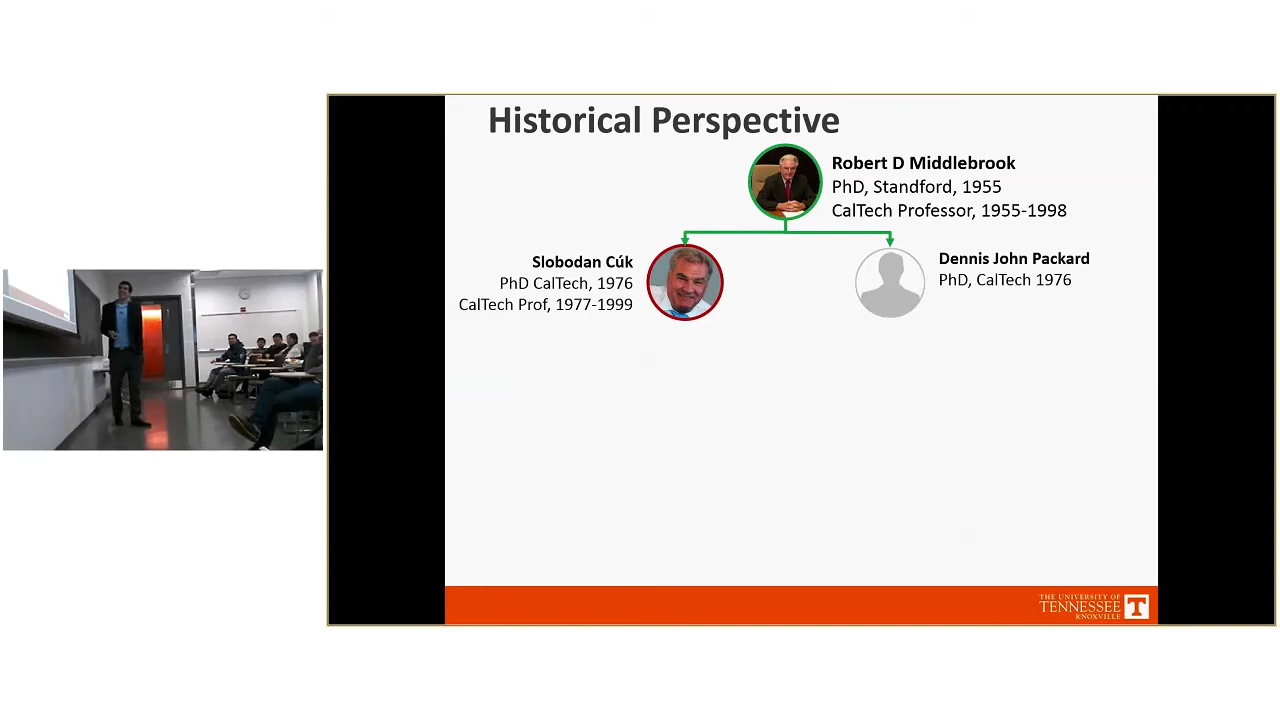 Historical Perspective
Robert D Middlebrook
PhD, Standford, 1955
CalTech Professor, 1955-1998
Slobodan Cúk
PhD CalTech, 1976
CalTech Prof, 1977-1999
Dennis John Packard
PhD, CalTech 1976
THE UNIVERSITY OF
TENNESSEE
KNOXVILLE
T